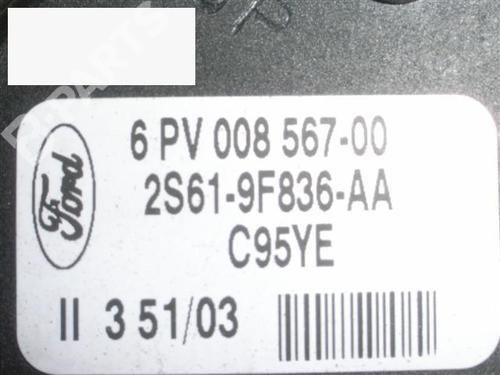 6 PV 008 567-00
2S61-9F836-AA
Ford
C95YE
II 3 51/03